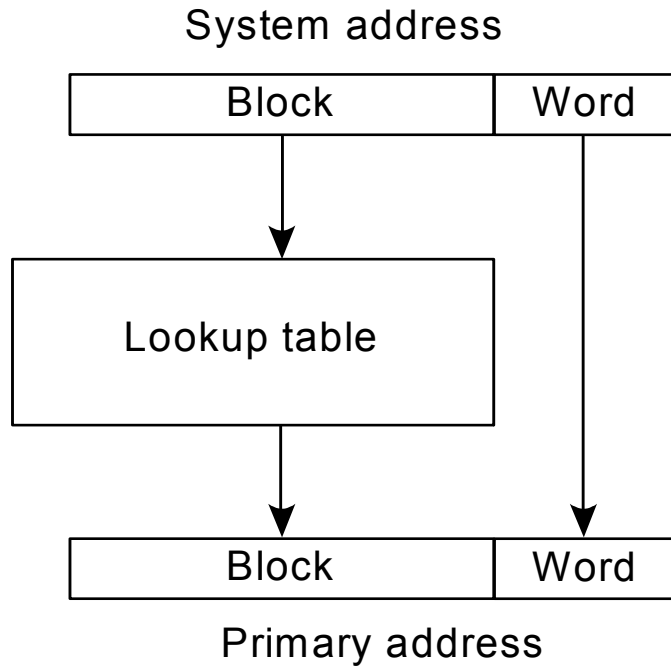 System address
Block Word
Lookup table
Block Word
Primary address